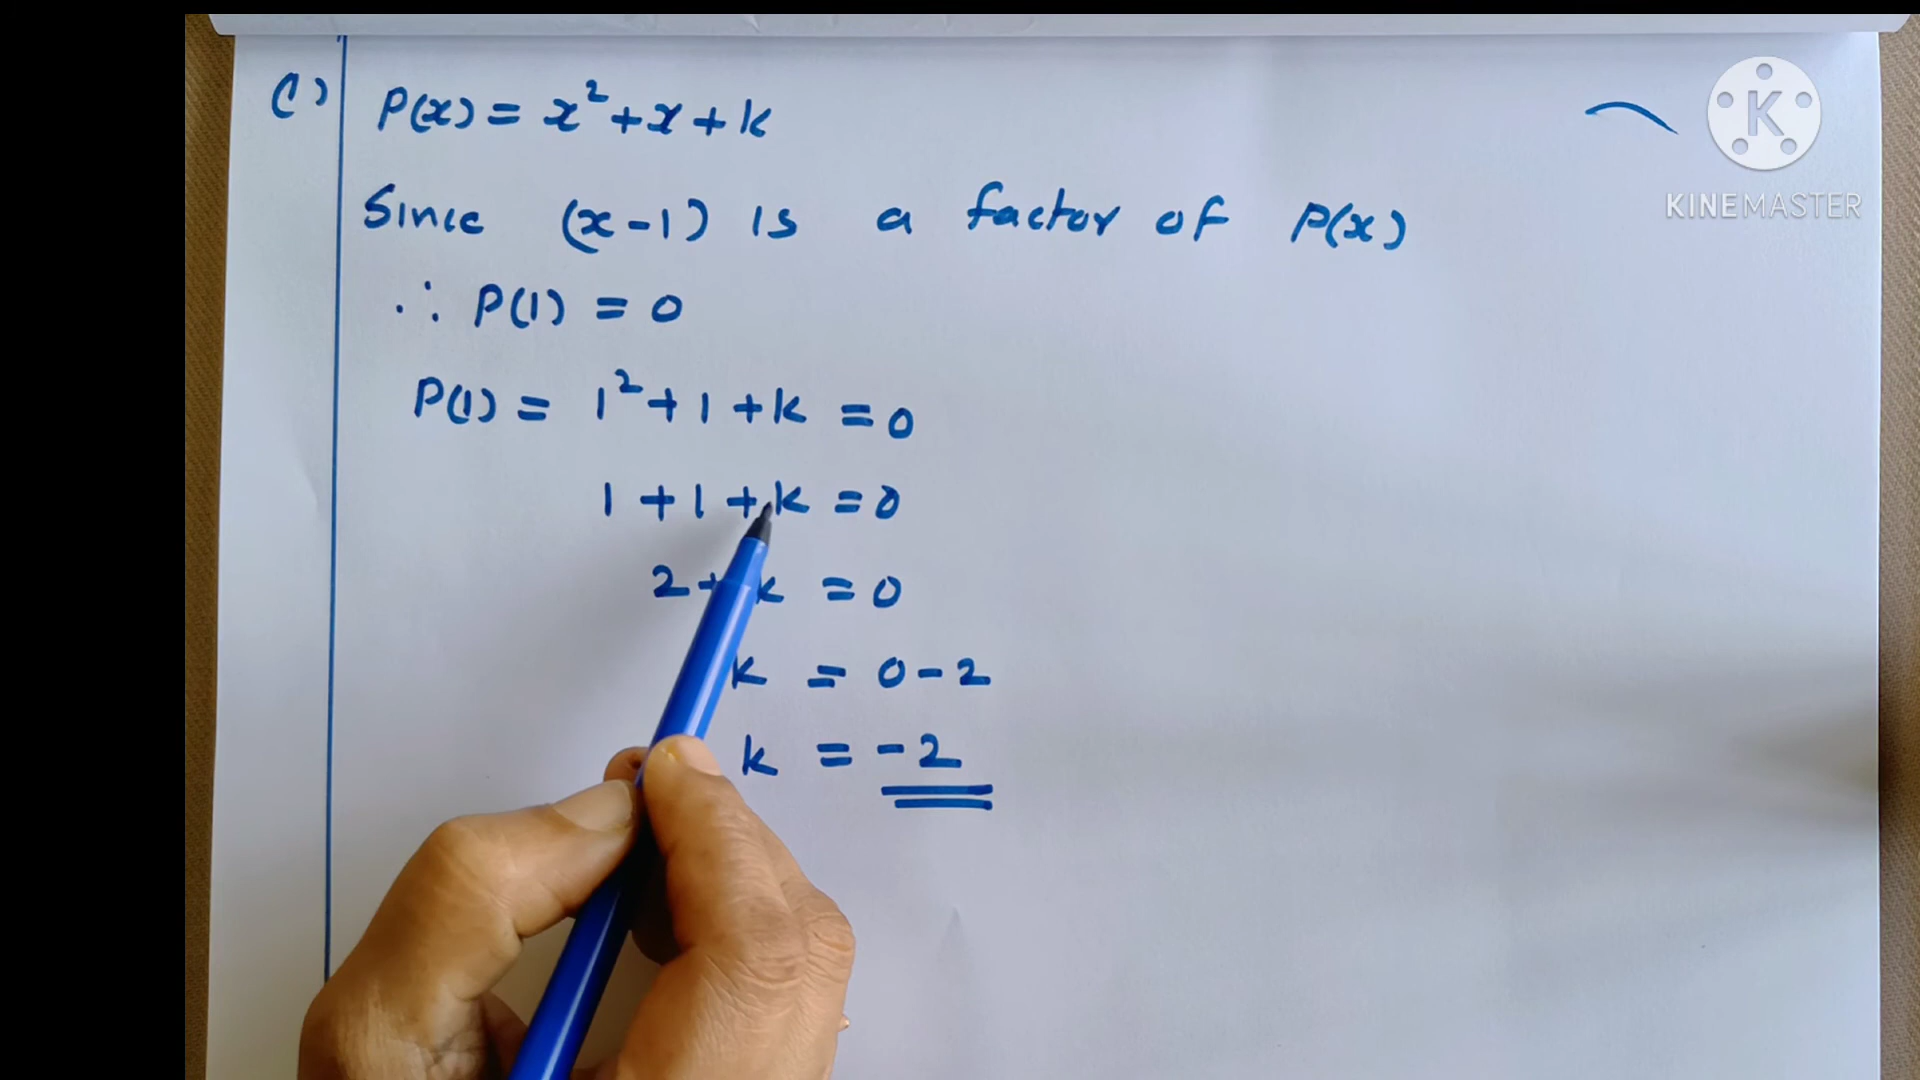 (i) P(x) = x² + x + k
Since (x-1) is a factor of P(x)
∴ P(1) = 0
P(1) = 1² + 1 + k = 0
1 + 1 + k = 0
2 + k = 0
k = 0 - 2
k = -2
K
KINEMASTER